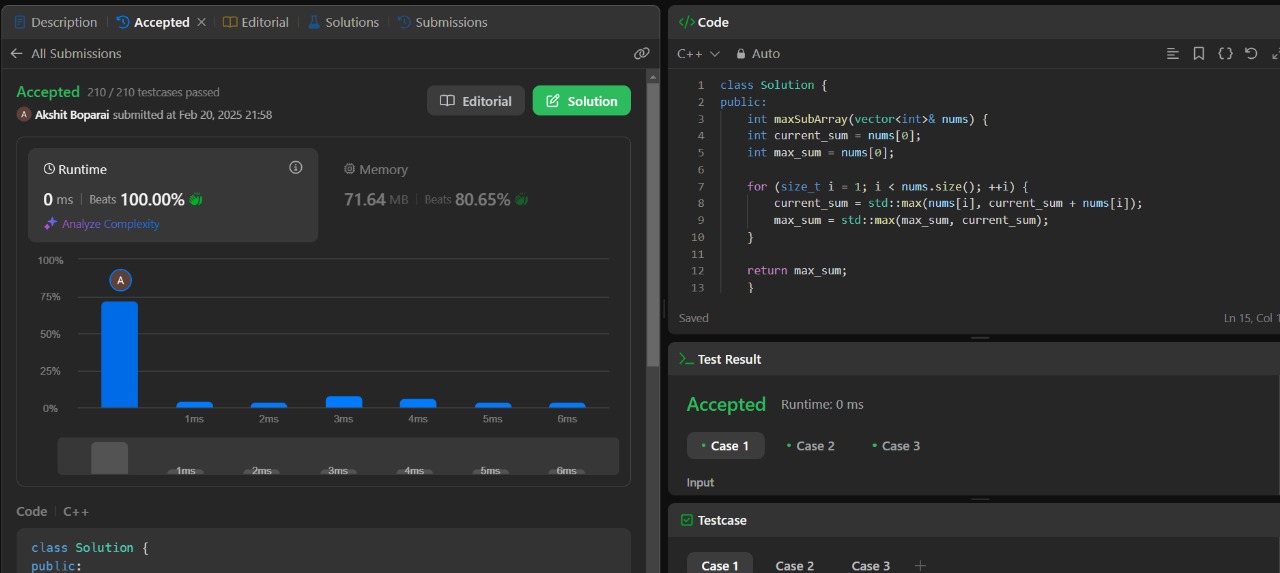 Description
Accepted
Editorial
Solutions
Submissions
All Submissions
Accepted 210 / 210 testcases passed
A Akshit Boparai submitted at Feb 20, 2025 21:58
Editorial
Solution
Runtime
0 ms | Beats 100.00%
Analyze Complexity
Memory
71.64 MB | Beats 80.65%
100%
75%
50%
25%
0%
A
1ms 2ms 3ms 4ms 5ms 6ms
1ms 2ms 3ms 4ms 5ms 6ms
Code | C++
class Solution {
public:
</> Code
C++ Auto
1 class Solution {
2 public:
3 int maxSubArray(vector<int>& nums) {
4 int current_sum = nums[0];
5 int max_sum = nums[0];
6
7 for (size_t i = 1; i < nums.size(); ++i) {
8 current_sum = std::max(nums[i], current_sum + nums[i]);
9 max_sum = std::max(max_sum, current_sum);
10 }
11
12 return max_sum;
13 }
Saved
Ln 15, Col 1
Test Result
Accepted Runtime: 0 ms
Case 1 Case 2 Case 3
Input
Testcase
Case 1 Case 2 Case 3 +